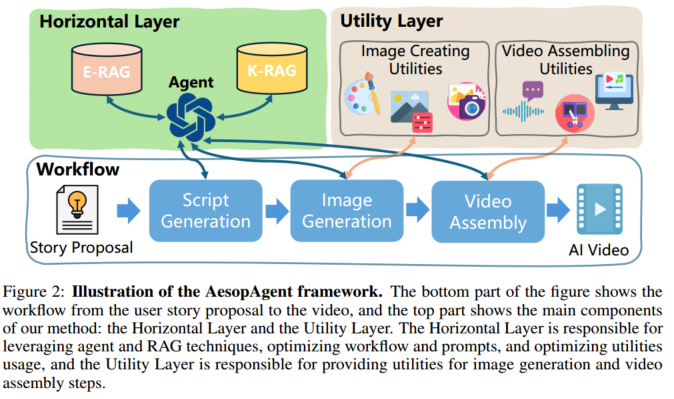 Horizontal Layer
Utility Layer
E-RAG
K-RAG
Agent
Image Creating
Utilities
Video Assembling
Utilities
Workflow
Story Proposal
Script
Generation
Image
Generation
Video
Assembly
AI Video
Figure 2: Illustration of the AesopAgent framework. The bottom part of the figure shows the
workflow from the user story proposal to the video, and the top part shows the main components
of our method: the Horizontal Layer and the Utility Layer. The Horizontal Layer is responsible for
leveraging agent and RAG techniques, optimizing workflow and prompts, and optimizing utilities
usage, and the Utility Layer is responsible for providing utilities for image generation and video
assembly steps.